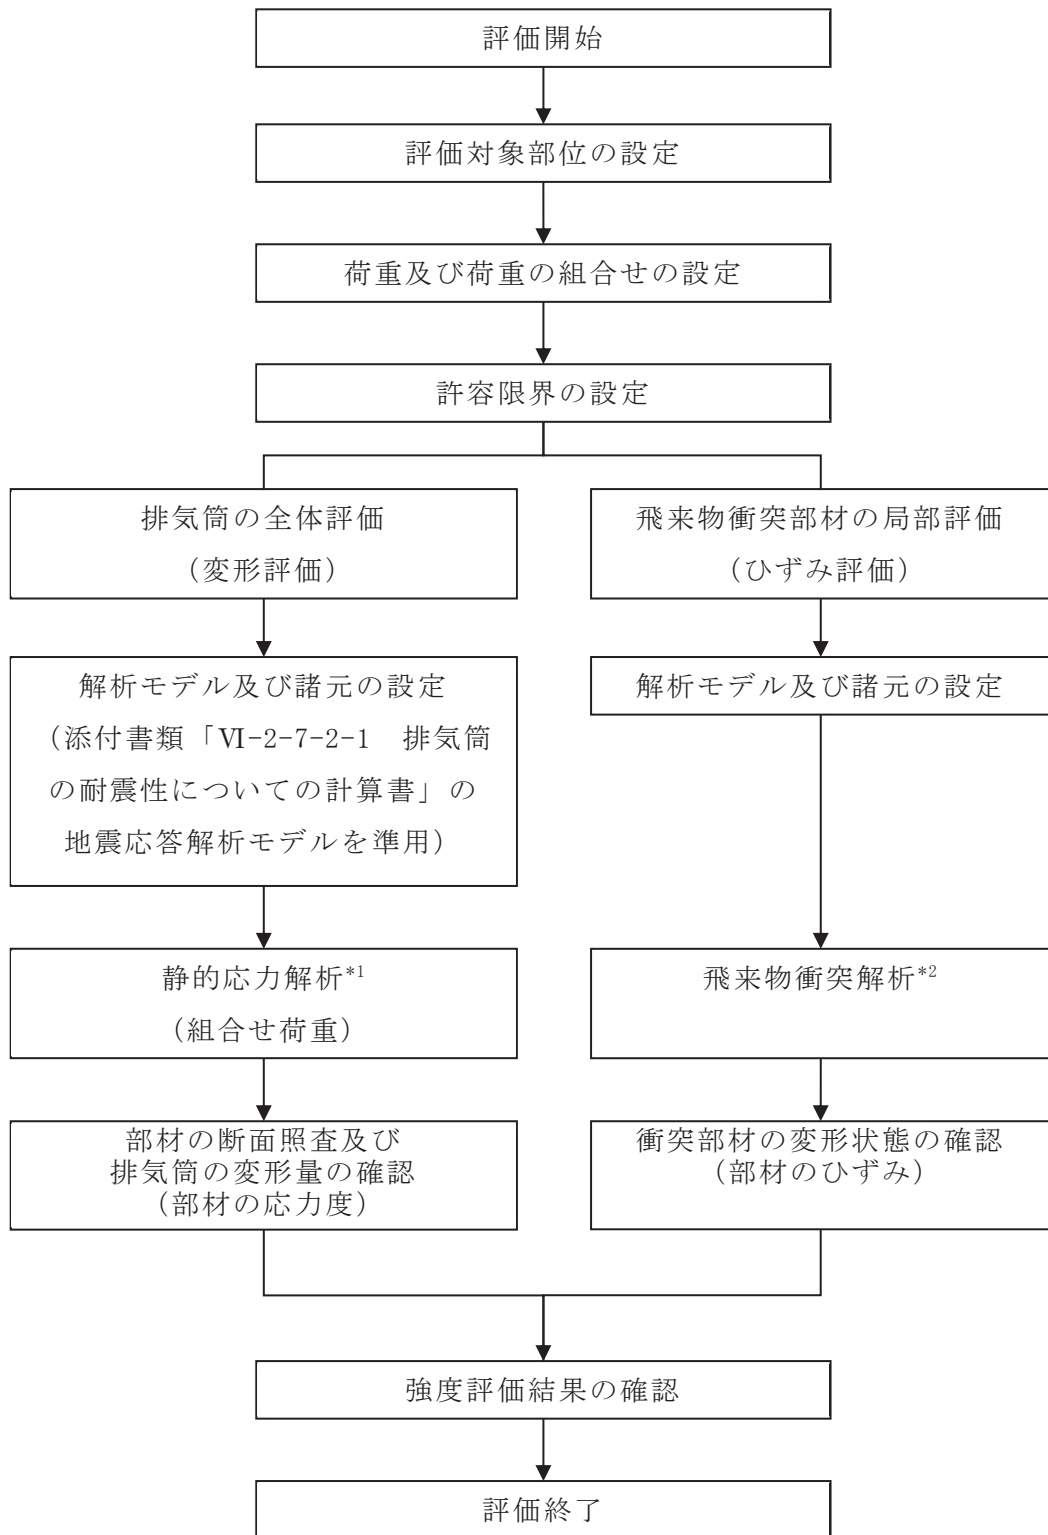 評価開始
評価対象部位の設定
荷重及び荷重の組合せの設定
許容限界の設定
排気筒の全体評価
（変形評価）
解析モデル及び諸元の設定
（添付書類「Ⅵ-2-7-2-1　排気筒
の耐震性についての計算書」の
地震応答解析モデルを準用）
静的応力解析*1
（組合せ荷重）
部材の断面照査及び
排気筒の変形量の確認
（部材の応力度）
飛来物衝突部材の局部評価
（ひずみ評価）
解析モデル及び諸元の設定
飛来物衝突解析*2
衝突部材の変形状態の確認
（部材のひずみ）
強度評価結果の確認
評価終了